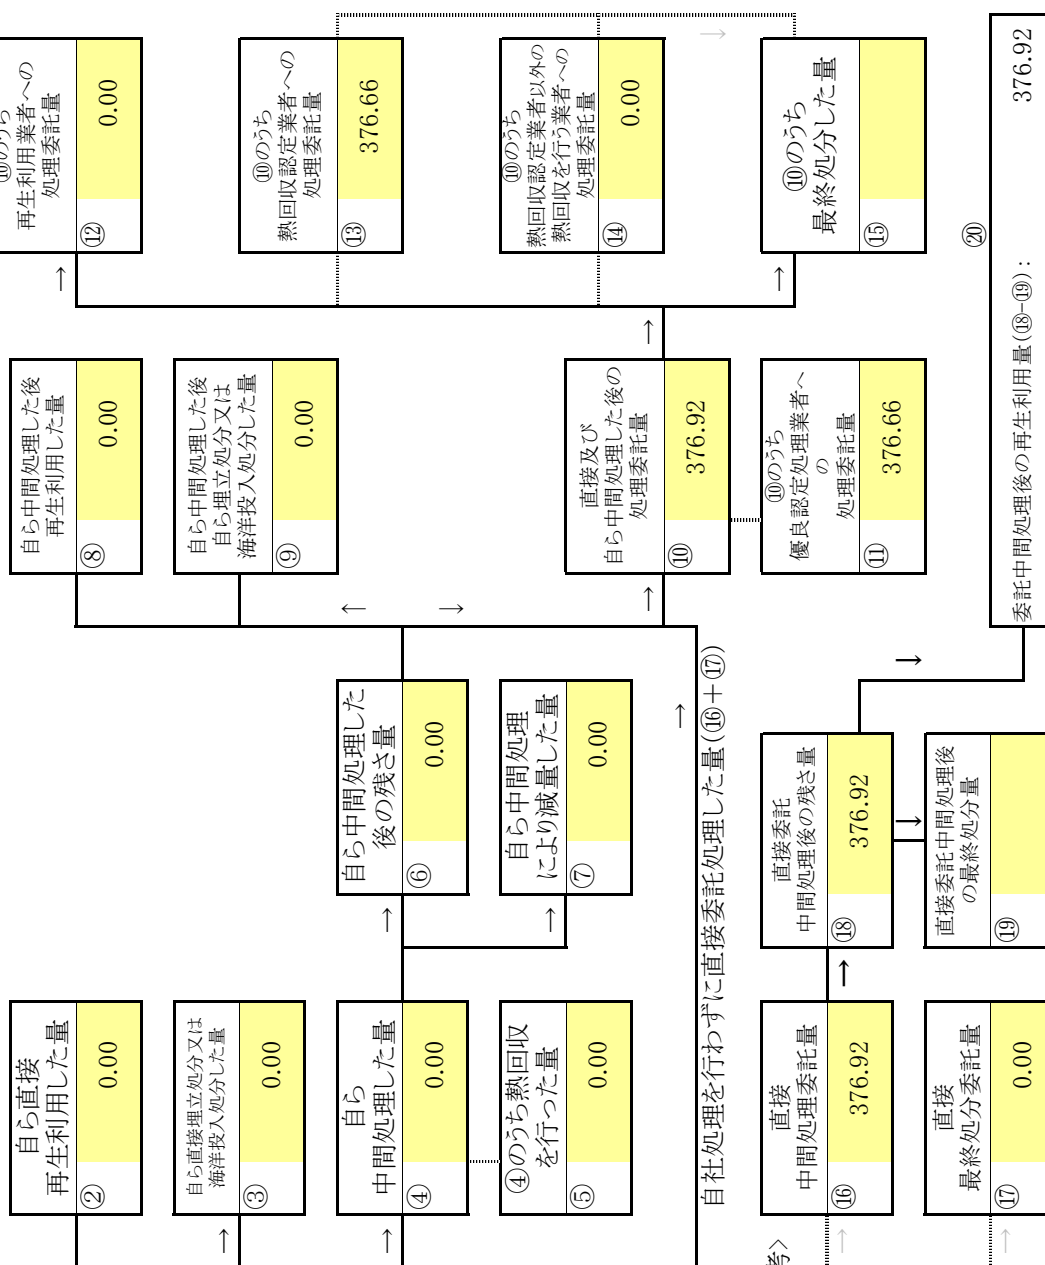 自ら直接
再生利用した量
② 0.00
自ら直接埋立処分又は
海洋投入処分した量
③ 0.00
自ら
中間処理した量
④ 0.00
④のうち熱回収
を行った量
⑤ 0.00
自ら中間処理した
後の残さ量
⑥ 0.00
自ら中間処理
により減量した量
⑦ 0.00
自ら中間処理した後
再生利用した量
⑧ 0.00
自ら中間処理した後
自ら埋立処分又は
海洋投入処分した量
⑨ 0.00
直接及び
自ら中間処理した後の
処理委託量
⑩ 376.92
⑩のうち
優良認定処理業者へ
の
処理委託量
⑪ 376.66
⑩のうち
再生利用業者への
処理委託量
⑫ 0.00
⑩のうち
熱回収認定業者への
処理委託量
⑬ 376.66
⑩のうち
熱回収認定業者以外の
熱回収を行う業者への
処理委託量
⑭ 0.00
⑩のうち
最終処分した量
⑮
自社処理を行わずに直接委託処理した量(⑯＋⑰)
考>
直接
中間処理委託量
⑯ 376.92
直接
最終処分委託量
⑰ 0.00
直接委託
中間処理後の残さ量
⑱ 376.92
直接委託中間処理後
の最終処分量
⑲
⑳
委託中間処理後の再生利用量(⑱−⑲)： 376.92